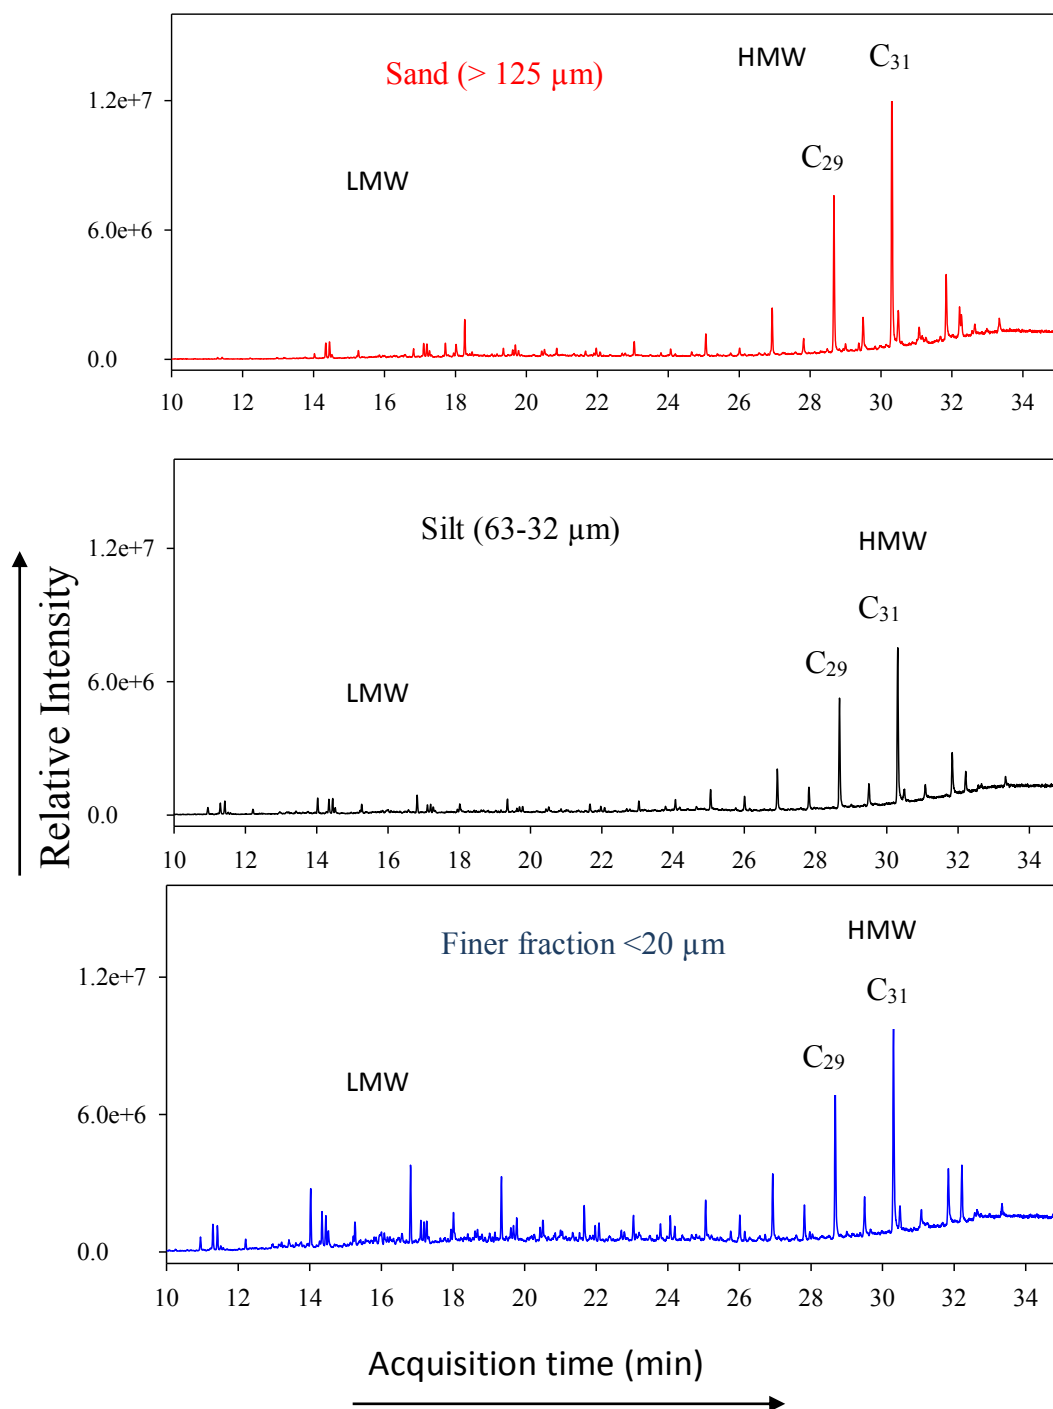 HMW
C₃₁
Sand (> 125 µm)
1.2e+7
C₂₉
LMW
6.0e+6
0.0
10 12 14 16 18 20 22 24 26 28 30 32 34
Silt (63-32 µm)
HMW
1.2e+7
C₃₁
C₂₉
6.0e+6
LMW
0.0
10 12 14 16 18 20 22 24 26 28 30 32 34
Relative Intensity
Finer fraction <20 µm
HMW
1.2e+7
C₃₁
C₂₉
LMW
6.0e+6
0.0
10 12 14 16 18 20 22 24 26 28 30 32 34
Acquisition time (min)